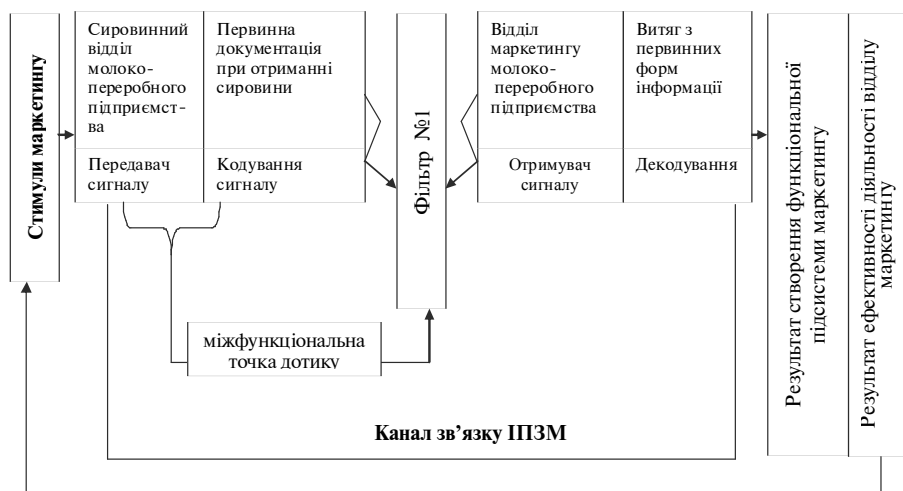 Стимули маркетингу
Сировинний
відділ
молоко-
переробного
підприємст-
ва
Первинна
документація
при отриманні
сировини
Передавач
сигналу
Кодування
сигналу
міжфункціональна
точка дотику
Фільтр №1
Відділ
маркетингу
молоко-
переробного
підприємства
Витяг з
первинних
форм
інформації
Отримувач
сигналу
Декодування
Канал зв’язку ІПЗМ
Результат створення функціональної
підсистеми маркетингу
Результат ефективності діяльності відділу
маркетингу